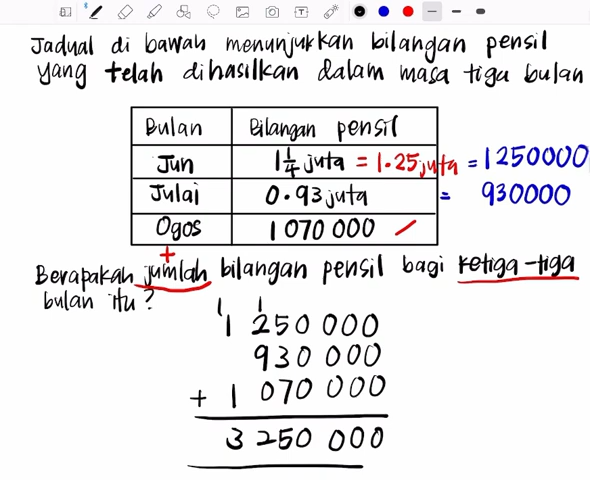 Jadual di bawah menunjukkan bilangan pensil
yang telah dihasilkan dalam masa tiga bulan
Bulan Bilangan pensil
Jun 1 1/4 juta = 1.25 juta = 1250000
Julai 0.93 juta = 930000
Ogos 1 070 000
+
Berapakah jumlah bilangan pensil bagi ketiga-tiga
bulan itu?
1 1
1 250 000
930 000
+ 1 070 000
3 250 000